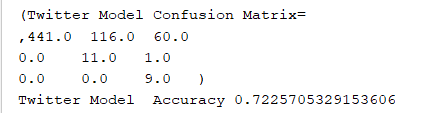 (Twitter Model Confusion Matrix=
,441.0 116.0 60.0
0.0 11.0 1.0
0.0 0.0 9.0 )
Twitter Model Accuracy 0.7225705329153606